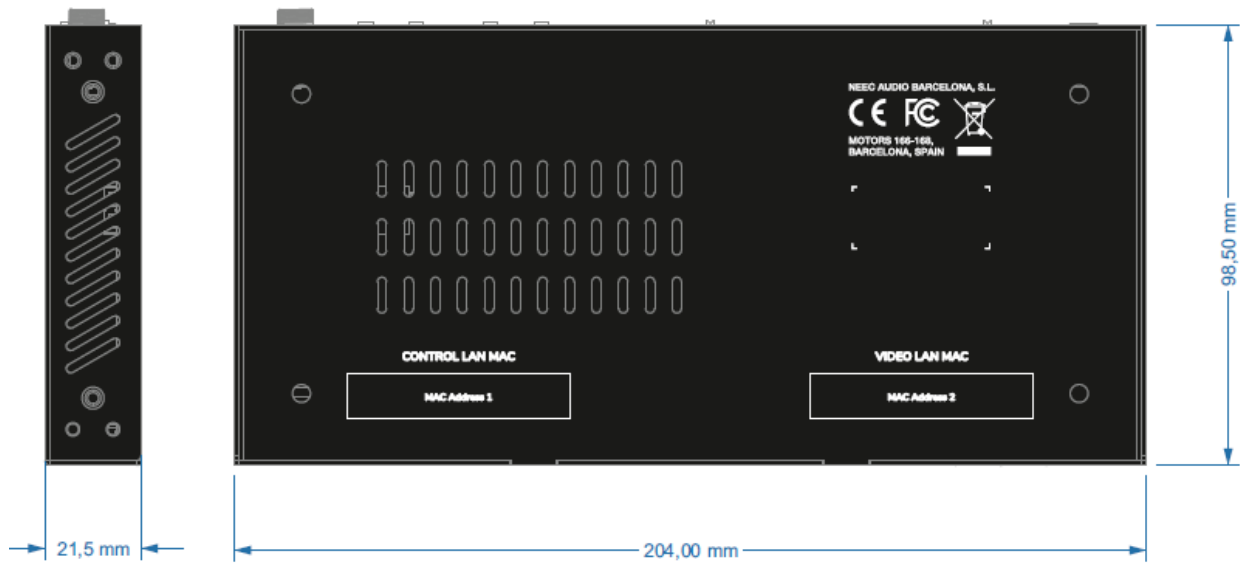 NEEC AUDIO BARCELONA, S.L.
CE FC
MOTORS 166-168,
BARCELONA, SPAIN
98,50 mm
CONTROL LAN MAC
VIDEO LAN MAC
MAC Address 1
MAC Address 2
21,5 mm
204,00 mm